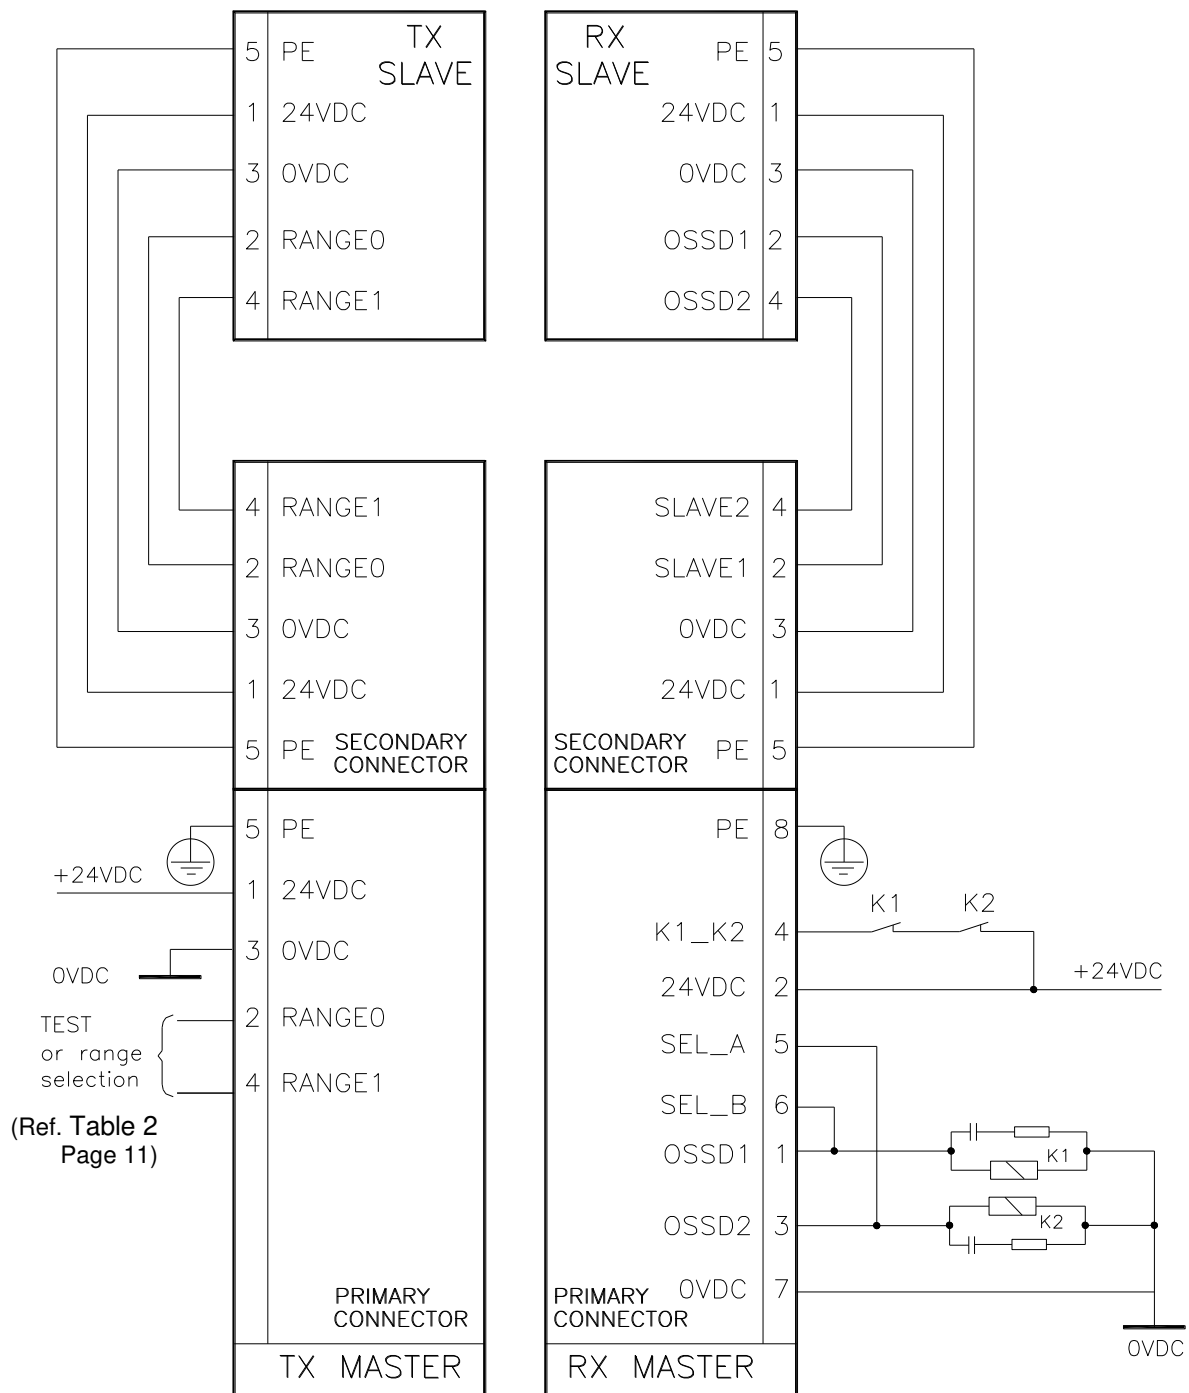 TX
SLAVE
5 PE
1 24VDC
3 0VDC
2 RANGE0
4 RANGE1
RX
SLAVE
PE 5
24VDC 1
0VDC 3
OSSD1 2
OSSD2 4
4 RANGE1
2 RANGE0
3 0VDC
1 24VDC
5 PE
SECONDARY
CONNECTOR
SLAVE2 4
SLAVE1 2
0VDC 3
24VDC 1
PE 5
SECONDARY
CONNECTOR
5 PE
+24VDC
1 24VDC
3 0VDC
0VDC
2 RANGE0
4 RANGE1
TEST
or range
selection
(Ref. Table 2
Page 11)
PRIMARY
CONNECTOR
TX MASTER
PE 8
K1 K2
K1_K2 4
24VDC 2
+24VDC
SEL_A 5
SEL_B 6
OSSD1 1
K1
OSSD2 3
K2
0VDC 7
PRIMARY
CONNECTOR
0VDC
RX MASTER